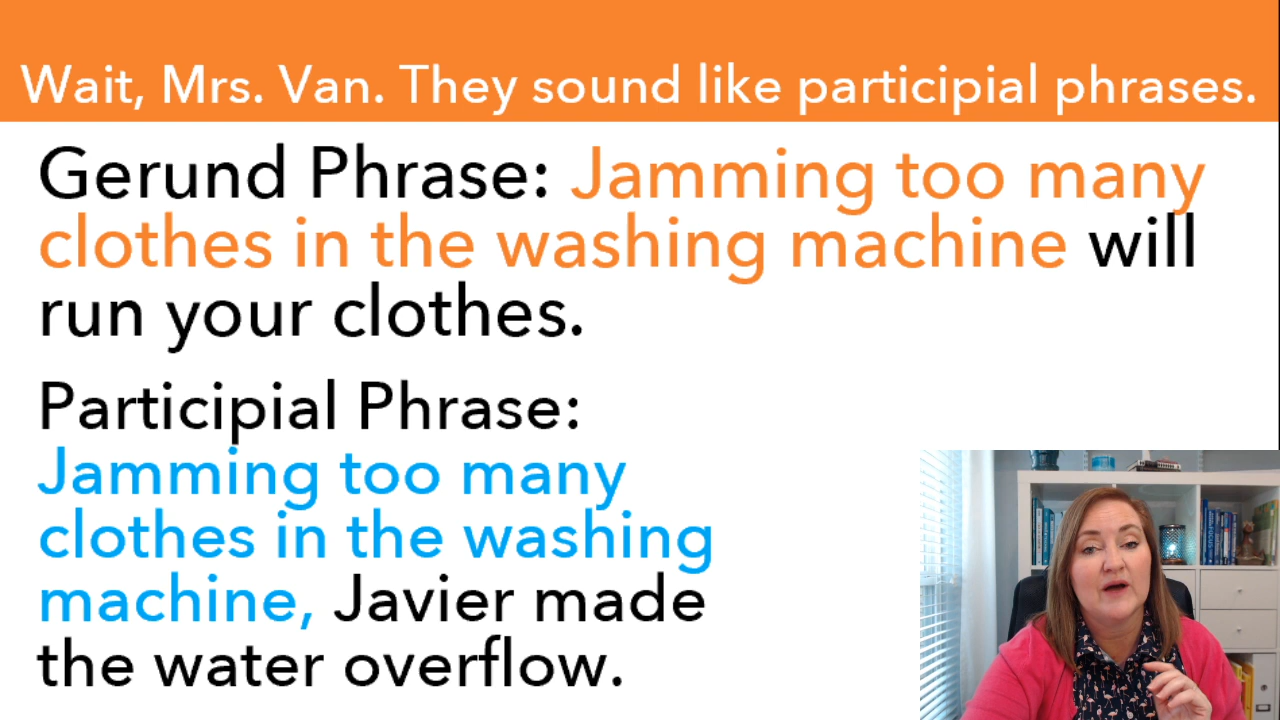 Wait, Mrs. Van. They sound like participial phrases.
Gerund Phrase: Jamming too many
clothes in the washing machine will
run your clothes.
Participial Phrase:
Jamming too many
clothes in the washing
machine, Javier made
the water overflow.